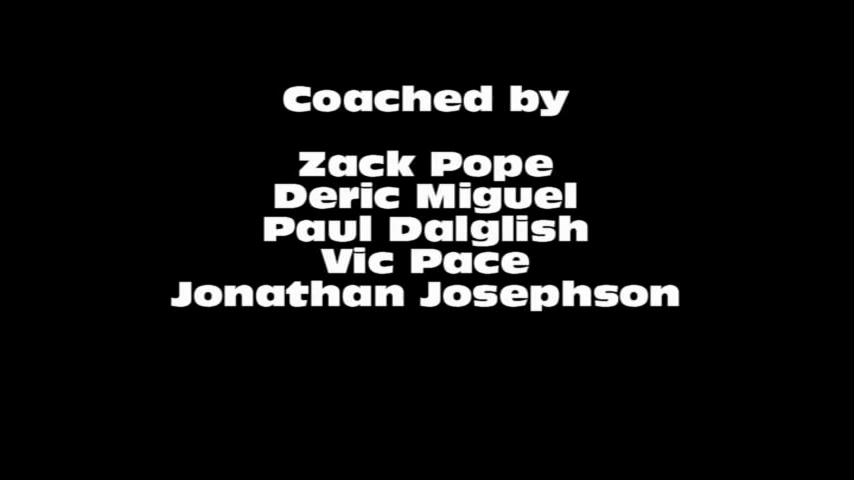 Coached by
Zack Pope
Deric Miguel
Paul Dalglish
Vic Pace
Jonathan Josephson